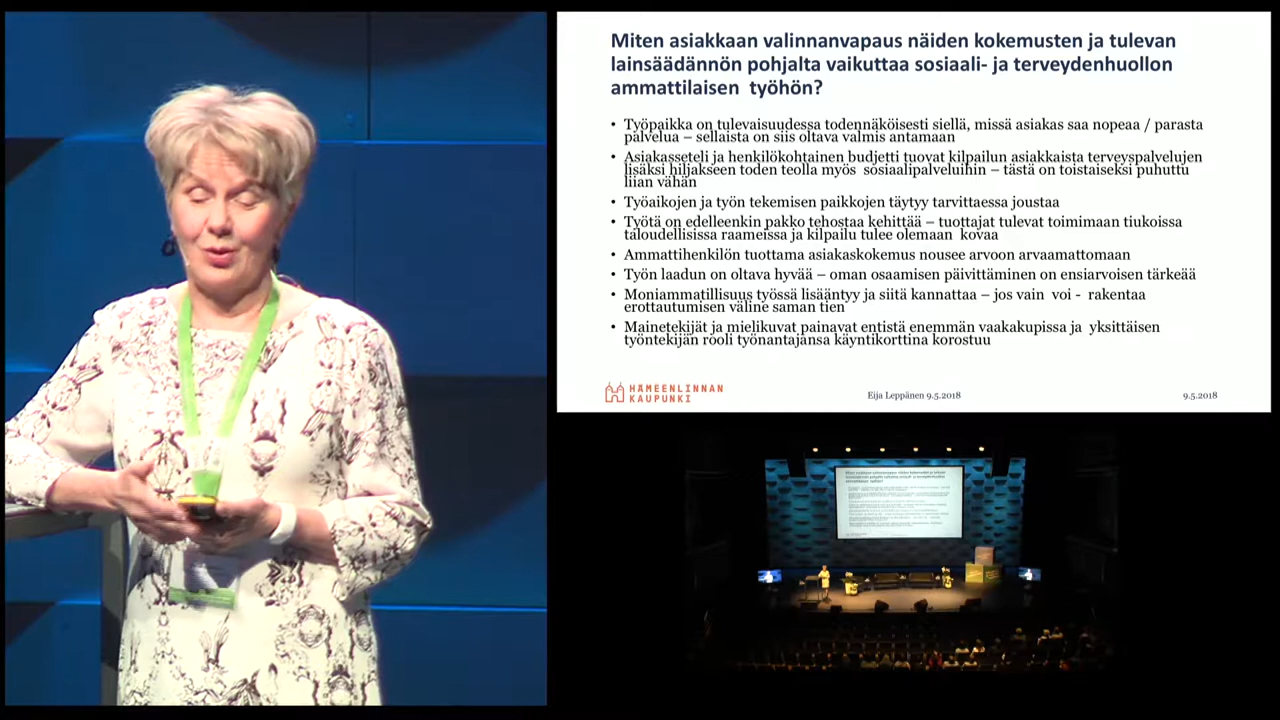 Miten asiakkaan valinnanvapaus näiden kokemusten ja tulevan
lainsäädännön pohjalta vaikuttaa sosiaali- ja terveydenhuollon
ammattilaisen työhön?
• Työpaikka on tulevaisuudessa todennäköisesti siellä, missä asiakas saa nopeaa / parasta
palvelua – sellaista on siis oltava valmis antamaan
• Asiakasseteli ja henkilökohtainen budjetti tuovat kilpailun asiakkaista terveyspalvelujen
lisäksi hiljakseen toden teolla myös sosiaalipalveluihin – tästä on toistaiseksi puhuttu
liian vähän
• Työaikojen ja työn tekemisen paikkojen täytyy tarvittaessa joustaa
• Työtä on edelleenkin pakko tehostaa kehittää – tuottajat tulevat toimimaan tiukoissa
taloudellisissa raameissa ja kilpailu tulee olemaan kovaa
• Ammattihenkilön tuottama asiakaskokemus nousee arvoon arvaamattomaan
• Työn laadun on oltava hyvää – oman osaamisen päivittäminen on ensiarvoisen tärkeää
• Moniammatillisuus työssä lisääntyy ja siitä kannattaa – jos vain voi - rakentaa
erottautumisen väline saman tien
• Mainetekijät ja mielikuvat painavat entistä enemmän vaakakupissa ja yksittäisen
työntekijän rooli työnantajansa käyntikorttina korostuu
HÄMEENLINNAN
KAUPUNKI
Eija Leppänen 9.5.2018
9.5.2018